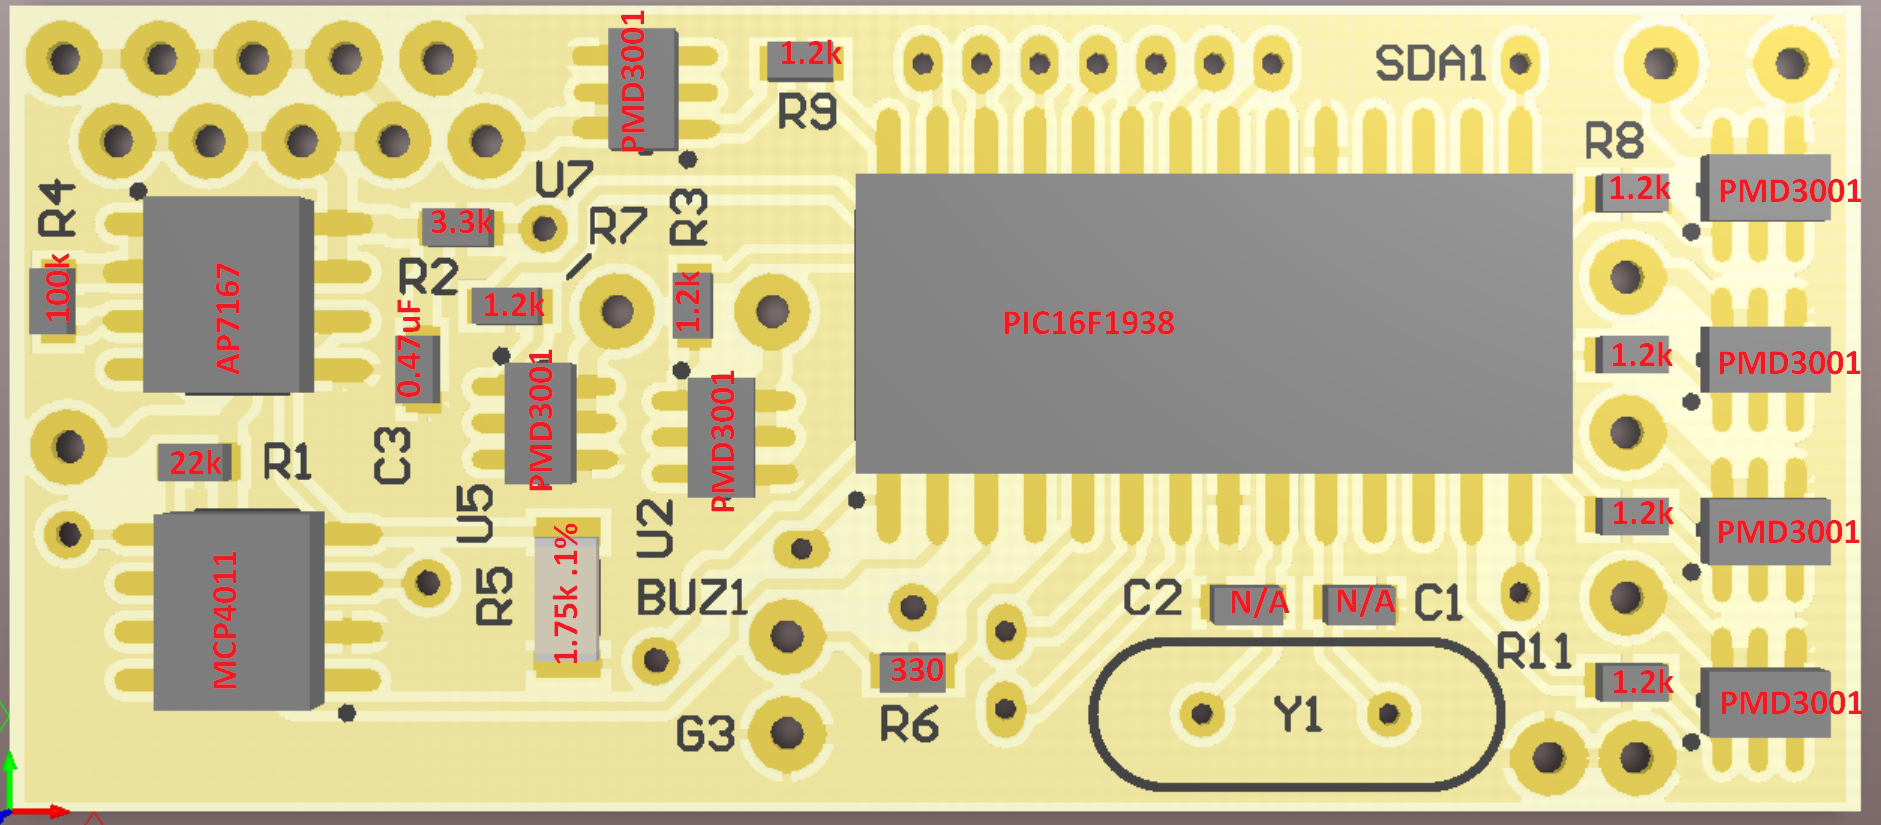 PMD3001
1.2k
R9
SDA1
R8
1.2k
PMD3001
R4
100k
AP7167
3.3k
U7
R7
R3
R2
1.2k
1.2k
0.47uF
C3
PMD3001
PMD3001
PIC16F1938
1.2k
PMD3001
22k
R1
U5
U2
1.2k
PMD3001
MCP4011
R5
1.75k .1%
BUZ1
C2
N/A
N/A
C1
R11
330
R6
G3
Y1
1.2k
PMD3001